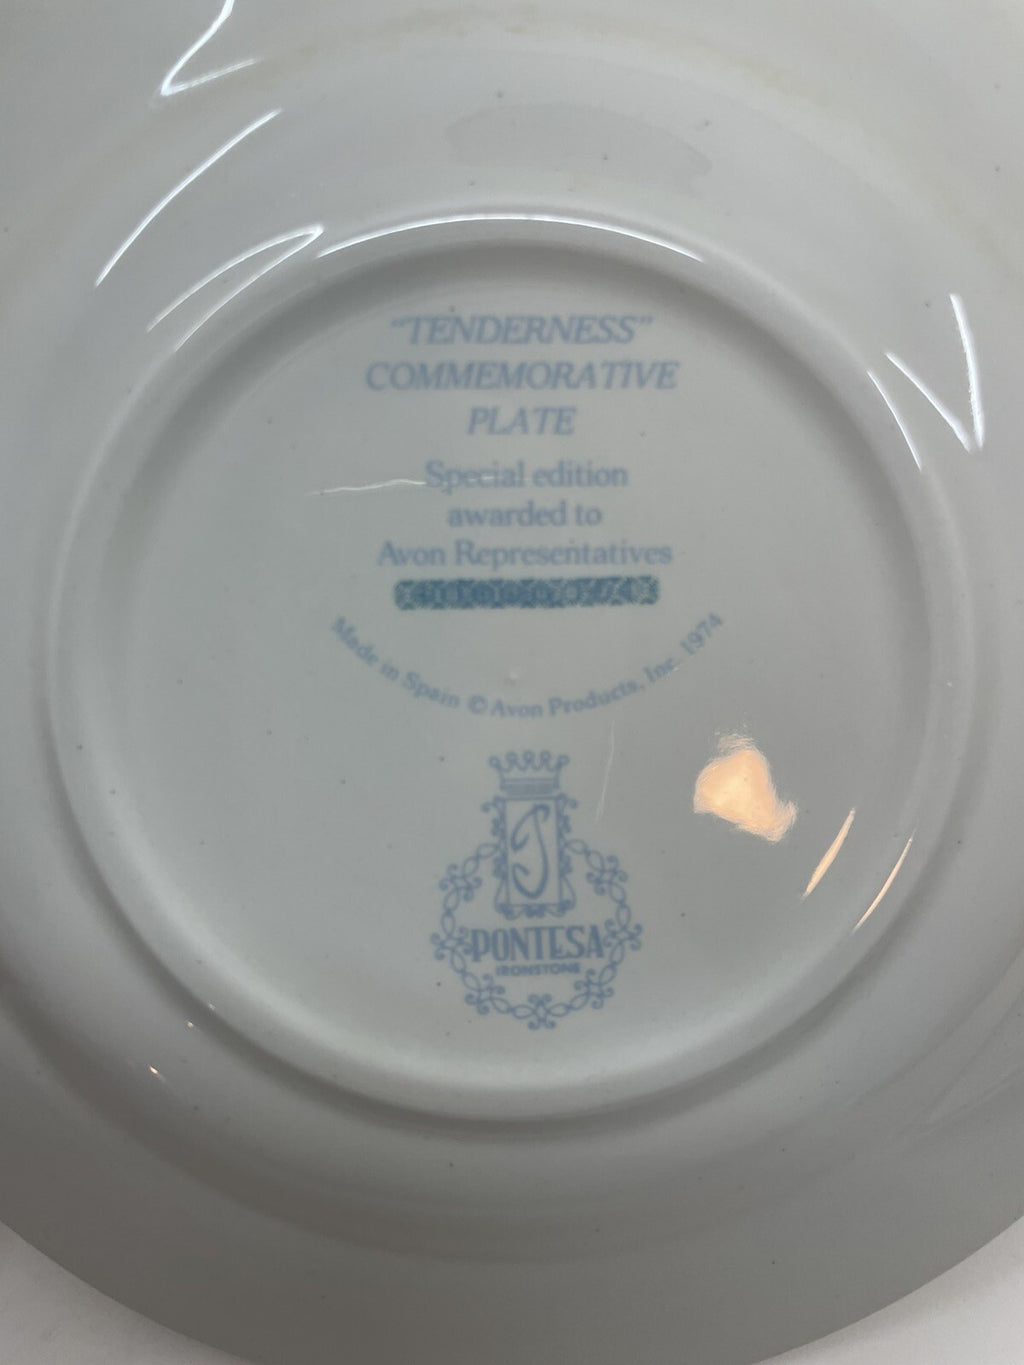 "TENDERNESS"
COMMEMORATIVE
PLATE
Special edition
awarded to
Avon Representatives
Made in Spain © Avon Products, Inc. 1974
PONTESA
IRONSTONE